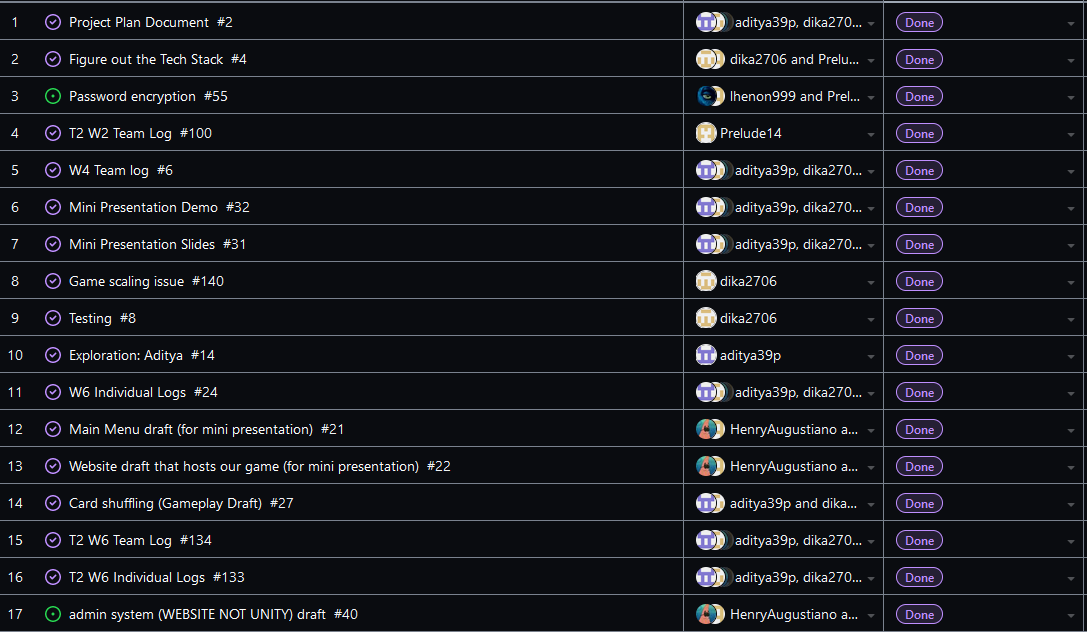 1 Project Plan Document #2 aditya39p, dika270... Done
2 Figure out the Tech Stack #4 dika2706 and Prelu... Done
3 Password encryption #55 lhenon999 and Prel... Done
4 T2 W2 Team Log #100 Prelude14 Done
5 W4 Team log #6 aditya39p, dika270... Done
6 Mini Presentation Demo #32 aditya39p, dika270... Done
7 Mini Presentation Slides #31 aditya39p, dika270... Done
8 Game scaling issue #140 dika2706 Done
9 Testing #8 dika2706 Done
10 Exploration: Aditya #14 aditya39p Done
11 W6 Individual Logs #24 aditya39p, dika270... Done
12 Main Menu draft (for mini presentation) #21 HenryAugustiano a... Done
13 Website draft that hosts our game (for mini presentation) #22 HenryAugustiano a... Done
14 Card shuffling (Gameplay Draft) #27 aditya39p and dika... Done
15 T2 W6 Team Log #134 aditya39p, dika270... Done
16 T2 W6 Individual Logs #133 aditya39p, dika270... Done
17 admin system (WEBSITE NOT UNITY) draft #40 HenryAugustiano a... Done